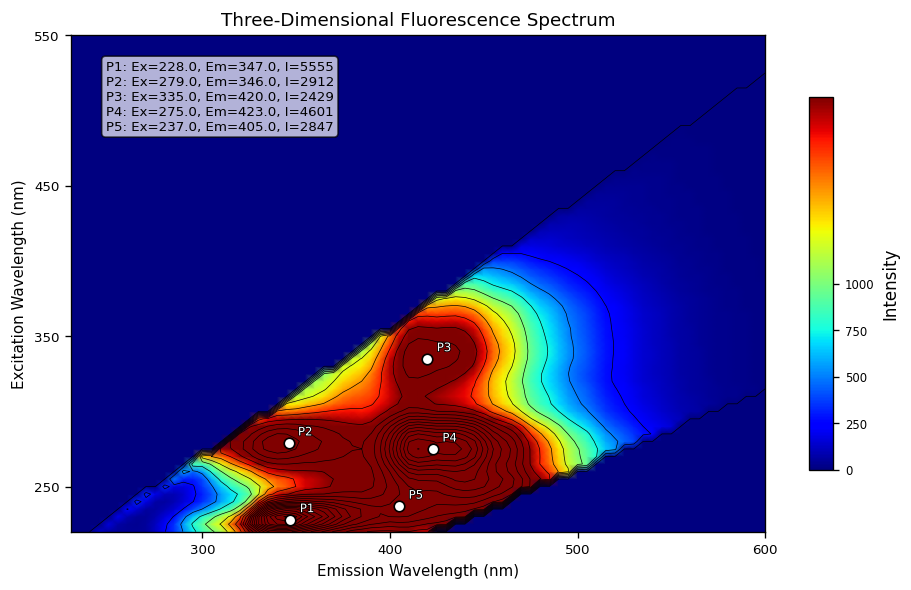 Three-Dimensional Fluorescence Spectrum
550
450
350
250
P1: Ex=228.0, Em=347.0, I=5555
P2: Ex=279.0, Em=346.0, I=2912
P3: Ex=335.0, Em=420.0, I=2429
P4: Ex=275.0, Em=423.0, I=4601
P5: Ex=237.0, Em=405.0, I=2847
P3
P2
P4
P5
P1
300
400
500
600
Emission Wavelength (nm)
Excitation Wavelength (nm)
1000
750
500
250
0
Intensity